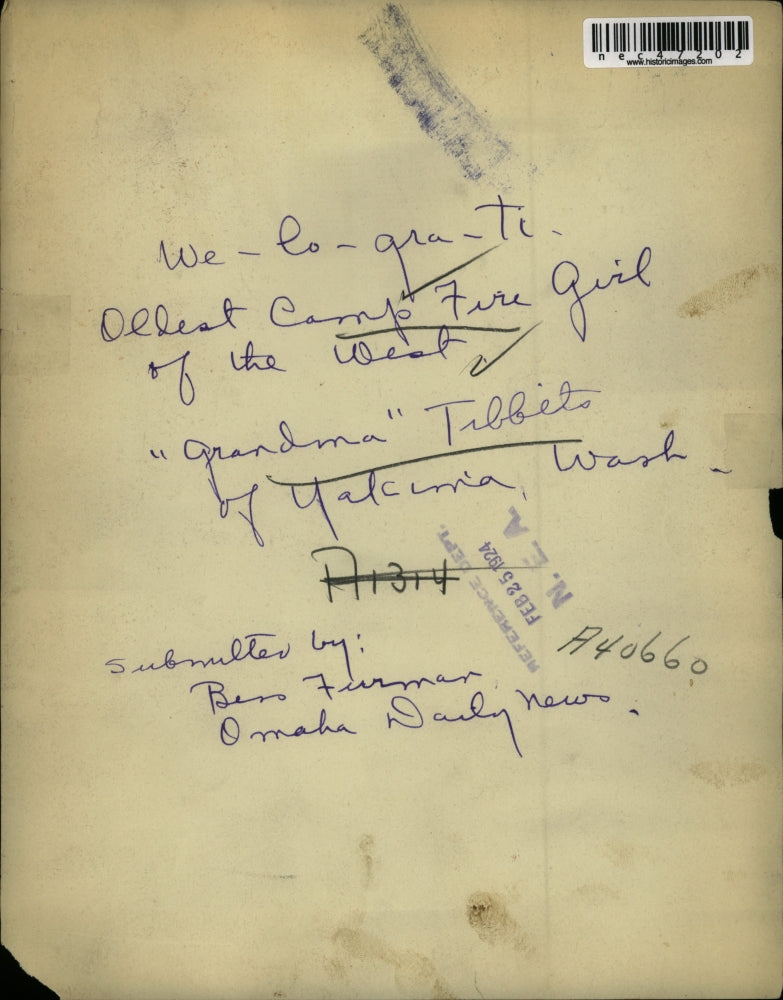 nec47202
www.historicimages.com
We-lo-gra-Ti-
Oldest Camp Fire Girl
of the West
"Grandma" Tibbets
of Yakima, Wash.
REFERENCE DEPT.
FEB 25 1924
N.E.A.
A1314
A40660
Submitted by:
Bess Furman
Omaha Daily News.